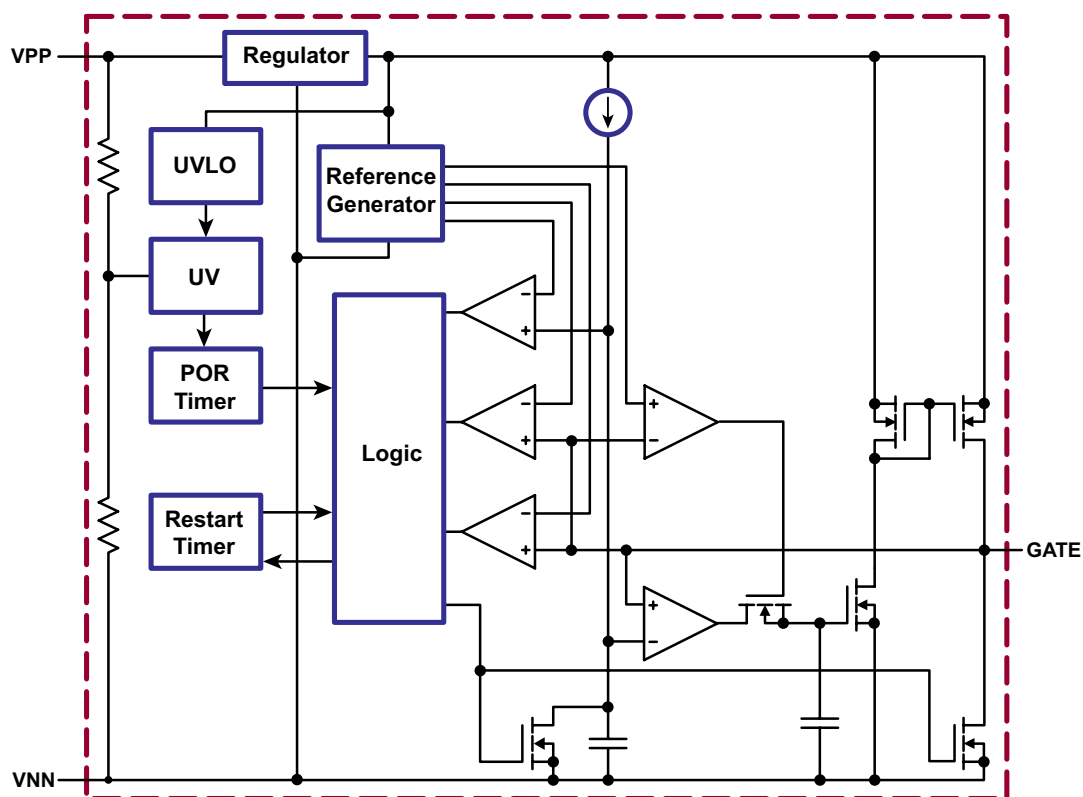 VPP
Regulator
UVLO
Reference
Generator
UV
POR
Timer
Logic
Restart
Timer
GATE
VNN
−
+
−
+
−
+
+
−
+
−